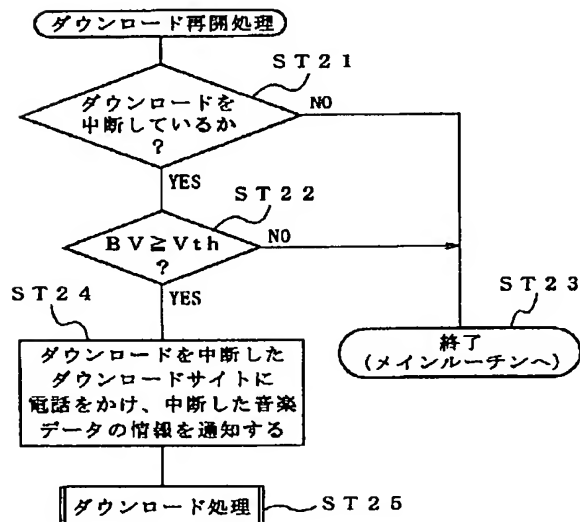 ダウンロード再開処理
ST21
ダウンロードを
中断しているか
?
NO
YES
ST22
BV≧Vth
?
NO
YES
ST24
ST23
ダウンロードを中断した
ダウンロードサイトに
電話をかけ、中断した音楽
データの情報を通知する
終了
(メインルーチンへ)
ダウンロード処理
ST25